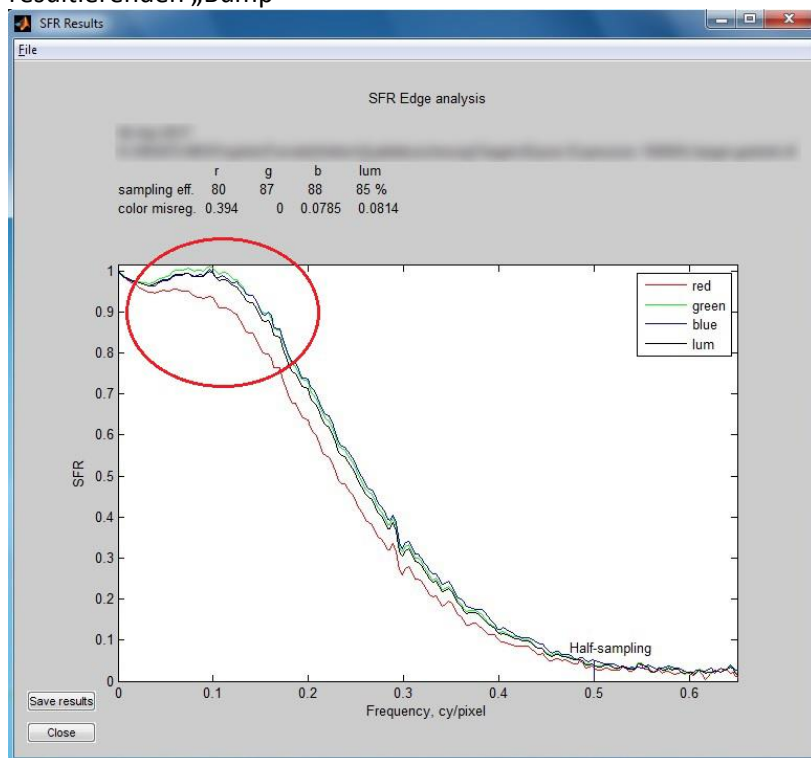 resultierenden „Bump“
SFR Results
File
SFR Edge analysis
r g b lum
sampling eff. 80 87 88 85 %
color misreg. 0.394 0 0.0785 0.0814
1
0.9
0.8
0.7
0.6
0.5
0.4
0.3
0.2
0.1
0
SFR
red
green
blue
lum
Half-sampling
0 0.1 0.2 0.3 0.4 0.5 0.6
Frequency, cy/pixel
Save results
Close